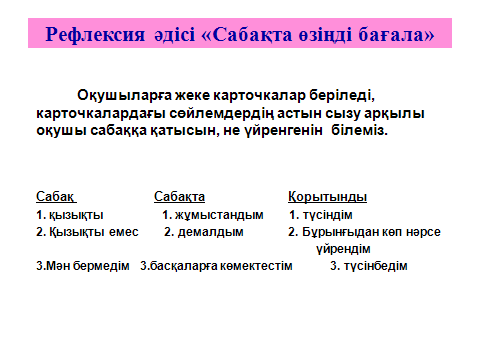 Рефлексия әдісі «Сабақта өзіңді бағала»
Оқушыларға жеке карточкалар беріледі,
карточкалардағы сөйлемдердің астын сызу арқылы
оқушы сабаққа қатысын, не үйренгенін білеміз.
Сабақ Сабақта Қорытынды
1. қызықты 1. жұмыстандым 1. түсіндім
2. Қызықты емес 2. демалдым 2. Бұрынғыдан көп нәрсе
үйрендім
3.Мән бермедім 3.басқаларға көмектестім 3. түсінбедім